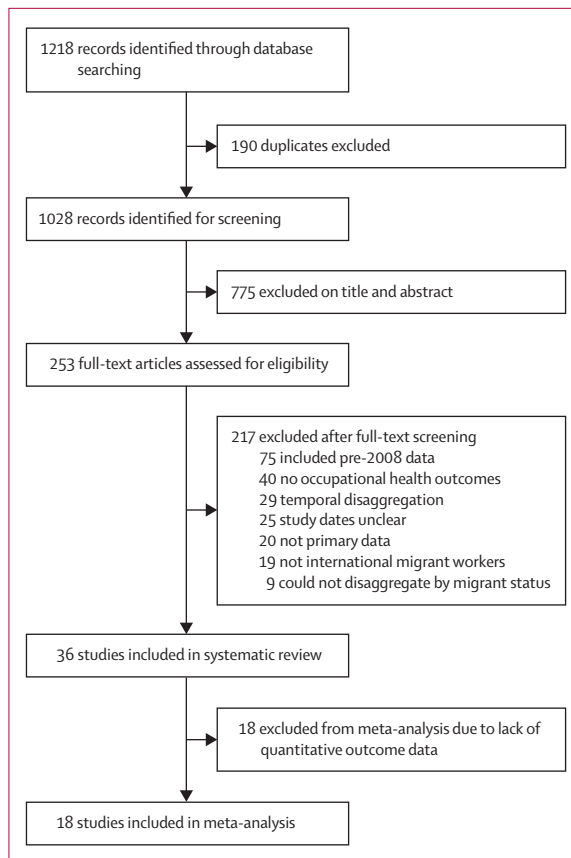 1218 records identified through database
searching
190 duplicates excluded
1028 records identified for screening
775 excluded on title and abstract
253 full-text articles assessed for eligibility
217 excluded after full-text screening
75 included pre-2008 data
40 no occupational health outcomes
29 temporal disaggregation
25 study dates unclear
20 not primary data
19 not international migrant workers
9 could not disaggregate by migrant status
36 studies included in systematic review
18 excluded from meta-analysis due to lack of
quantitative outcome data
18 studies included in meta-analysis